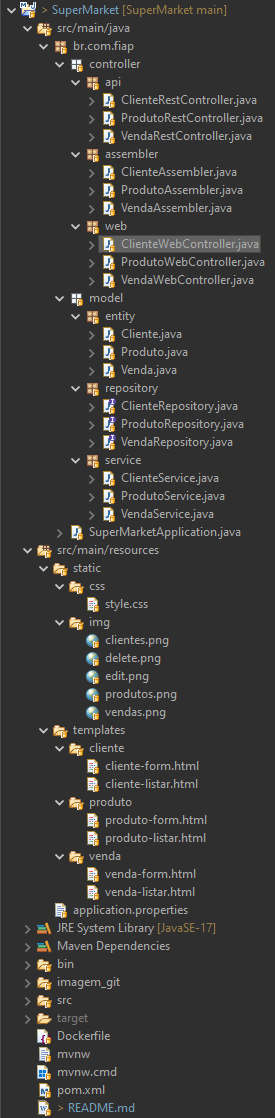 > SuperMarket [SuperMarket main]
src/main/java
br.com.fiap
controller
api
ClienteRestController.java
ProdutoRestController.java
VendaRestController.java
assembler
ClienteAssembler.java
ProdutoAssembler.java
VendaAssembler.java
web
ClienteWebController.java
ProdutoWebController.java
VendaWebController.java
model
entity
Cliente.java
Produto.java
Venda.java
repository
ClienteRepository.java
ProdutoRepository.java
VendaRepository.java
service
ClienteService.java
ProdutoService.java
VendaService.java
SuperMarketApplication.java
src/main/resources
static
css
style.css
img
clientes.png
delete.png
edit.png
produtos.png
vendas.png
templates
cliente
cliente-form.html
cliente-listar.html
produto
produto-form.html
produto-listar.html
venda
venda-form.html
venda-listar.html
application.properties
JRE System Library [JavaSE-17]
Maven Dependencies
bin
imagem_git
src
target
Dockerfile
mvnw
mvnw.cmd
pom.xml
> README.md